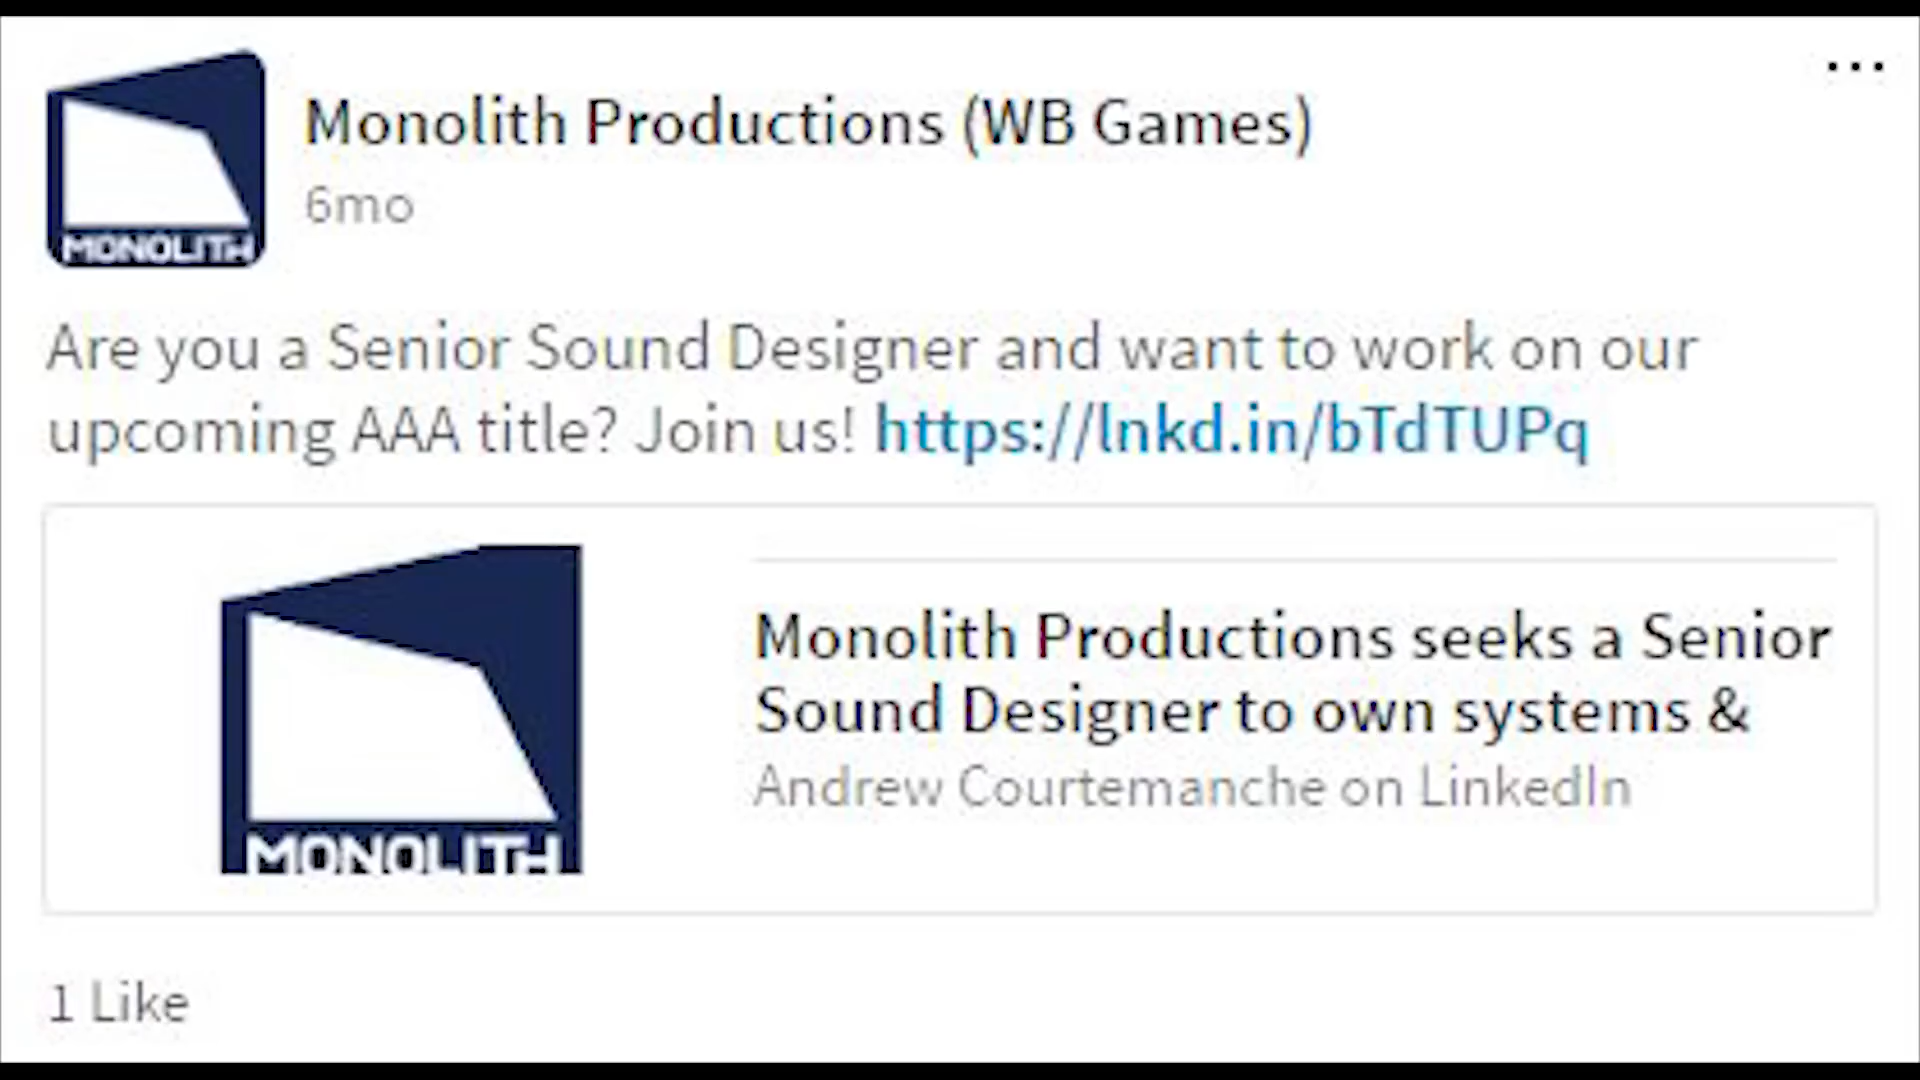 Monolith Productions (WB Games)
6mo
MONOLITH
Are you a Senior Sound Designer and want to work on our
upcoming AAA title? Join us! https://lnkd.in/bTdTUPq
Monolith Productions seeks a Senior
Sound Designer to own systems &
Andrew Courtemanche on LinkedIn
MONOLITH
1 Like